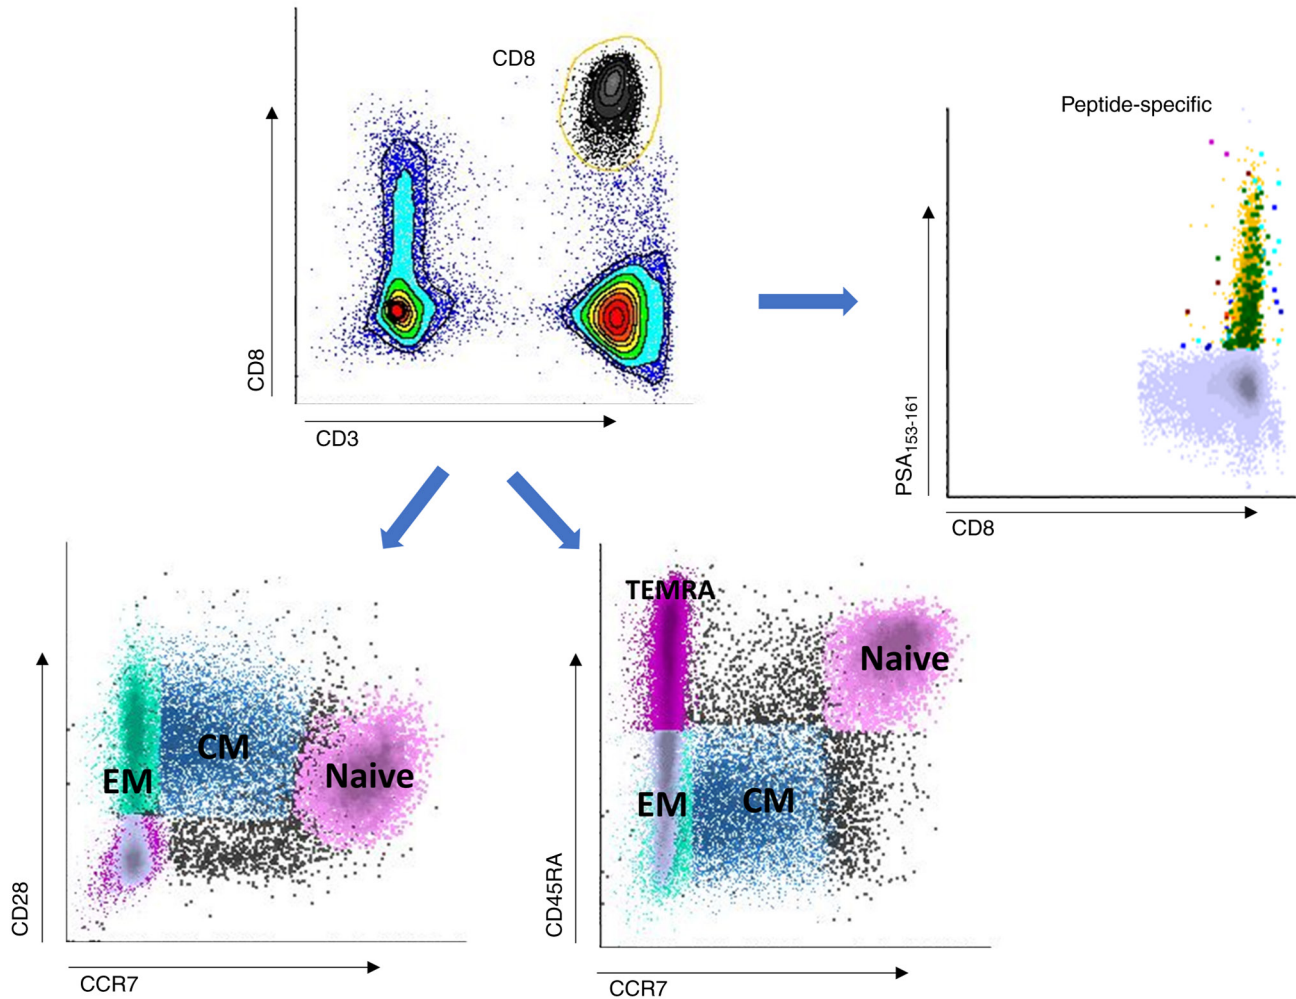 CD8
CD8
CD3
Peptide-specific
PSA153-161
CD8
EM
CM
Naive
CD28
CCR7
TEMRA
Naive
EM
CM
CD45RA
CCR7